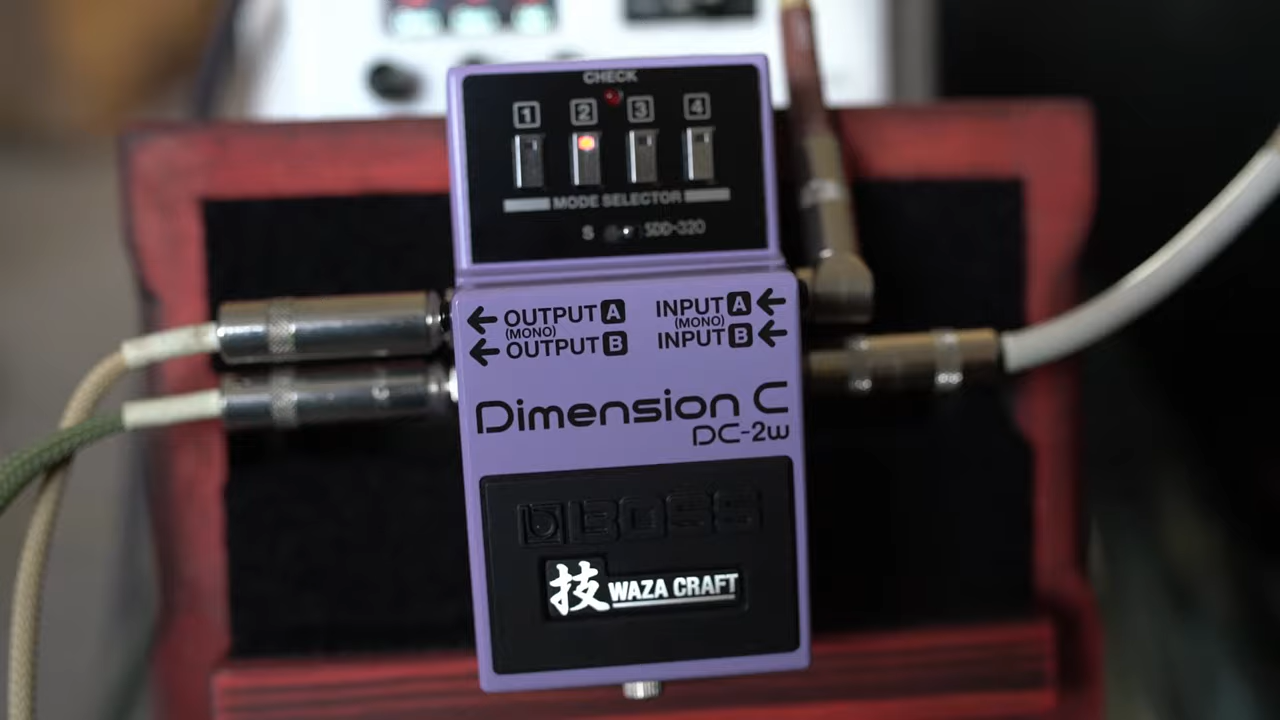 CHECK
1 2 3 4
MODE SELECTOR
S SDD-320
OUTPUT A
(MONO)
OUTPUT B
INPUT A
(MONO)
INPUT B
Dimension C
DC-2w
BOSS
技 WAZA CRAFT